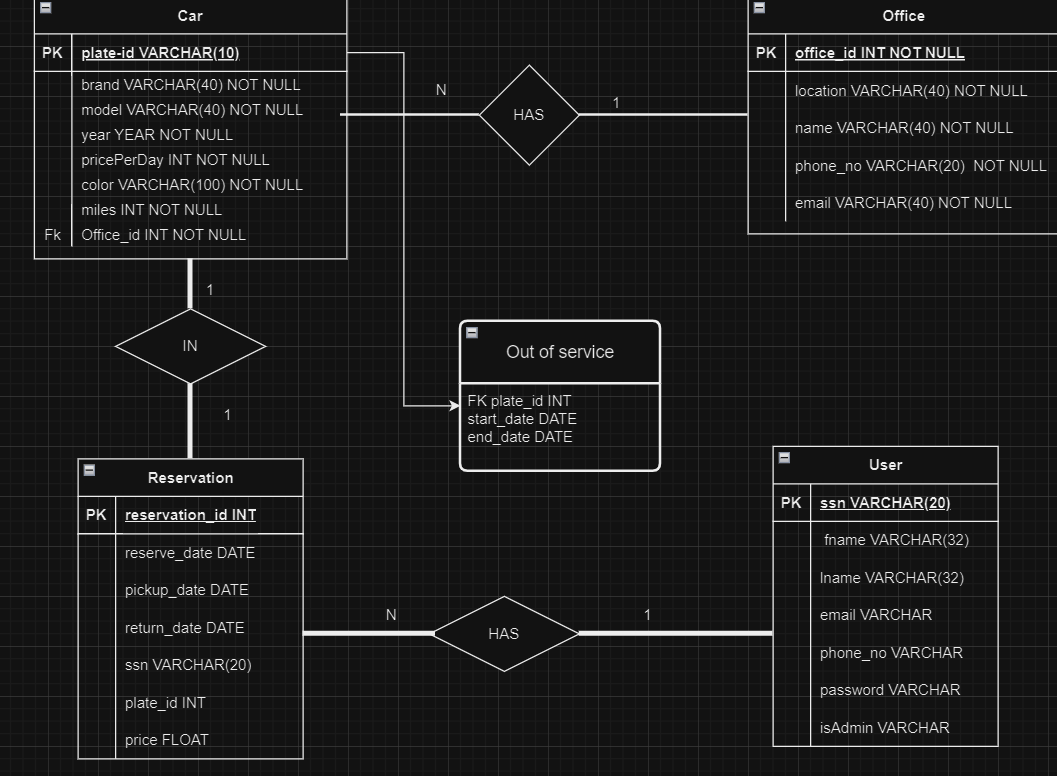 Car
PK plate-id VARCHAR(10)
brand VARCHAR(40) NOT NULL
model VARCHAR(40) NOT NULL
year YEAR NOT NULL
pricePerDay INT NOT NULL
color VARCHAR(100) NOT NULL
miles INT NOT NULL
Fk Office_id INT NOT NULL
N
HAS
1
Office
PK office_id INT NOT NULL
location VARCHAR(40) NOT NULL
name VARCHAR(40) NOT NULL
phone_no VARCHAR(20) NOT NULL
email VARCHAR(40) NOT NULL
1
IN
1
Out of service
FK plate_id INT
start_date DATE
end_date DATE
Reservation
PK reservation_id INT
reserve_date DATE
pickup_date DATE
return_date DATE
ssn VARCHAR(20)
plate_id INT
price FLOAT
N
HAS
1
User
PK ssn VARCHAR(20)
fname VARCHAR(32)
lname VARCHAR(32)
email VARCHAR
phone_no VARCHAR
password VARCHAR
isAdmin VARCHAR